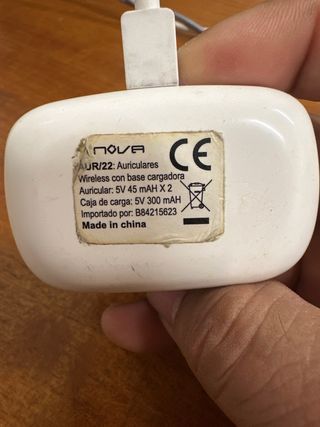 nova
AUR/22: Auriculares
Wireless con base cargadora
Auricular: 5V 45 mAH X 2
Caja de carga: 5V 300 mAH
Importado por: B84215623
Made in china
CE